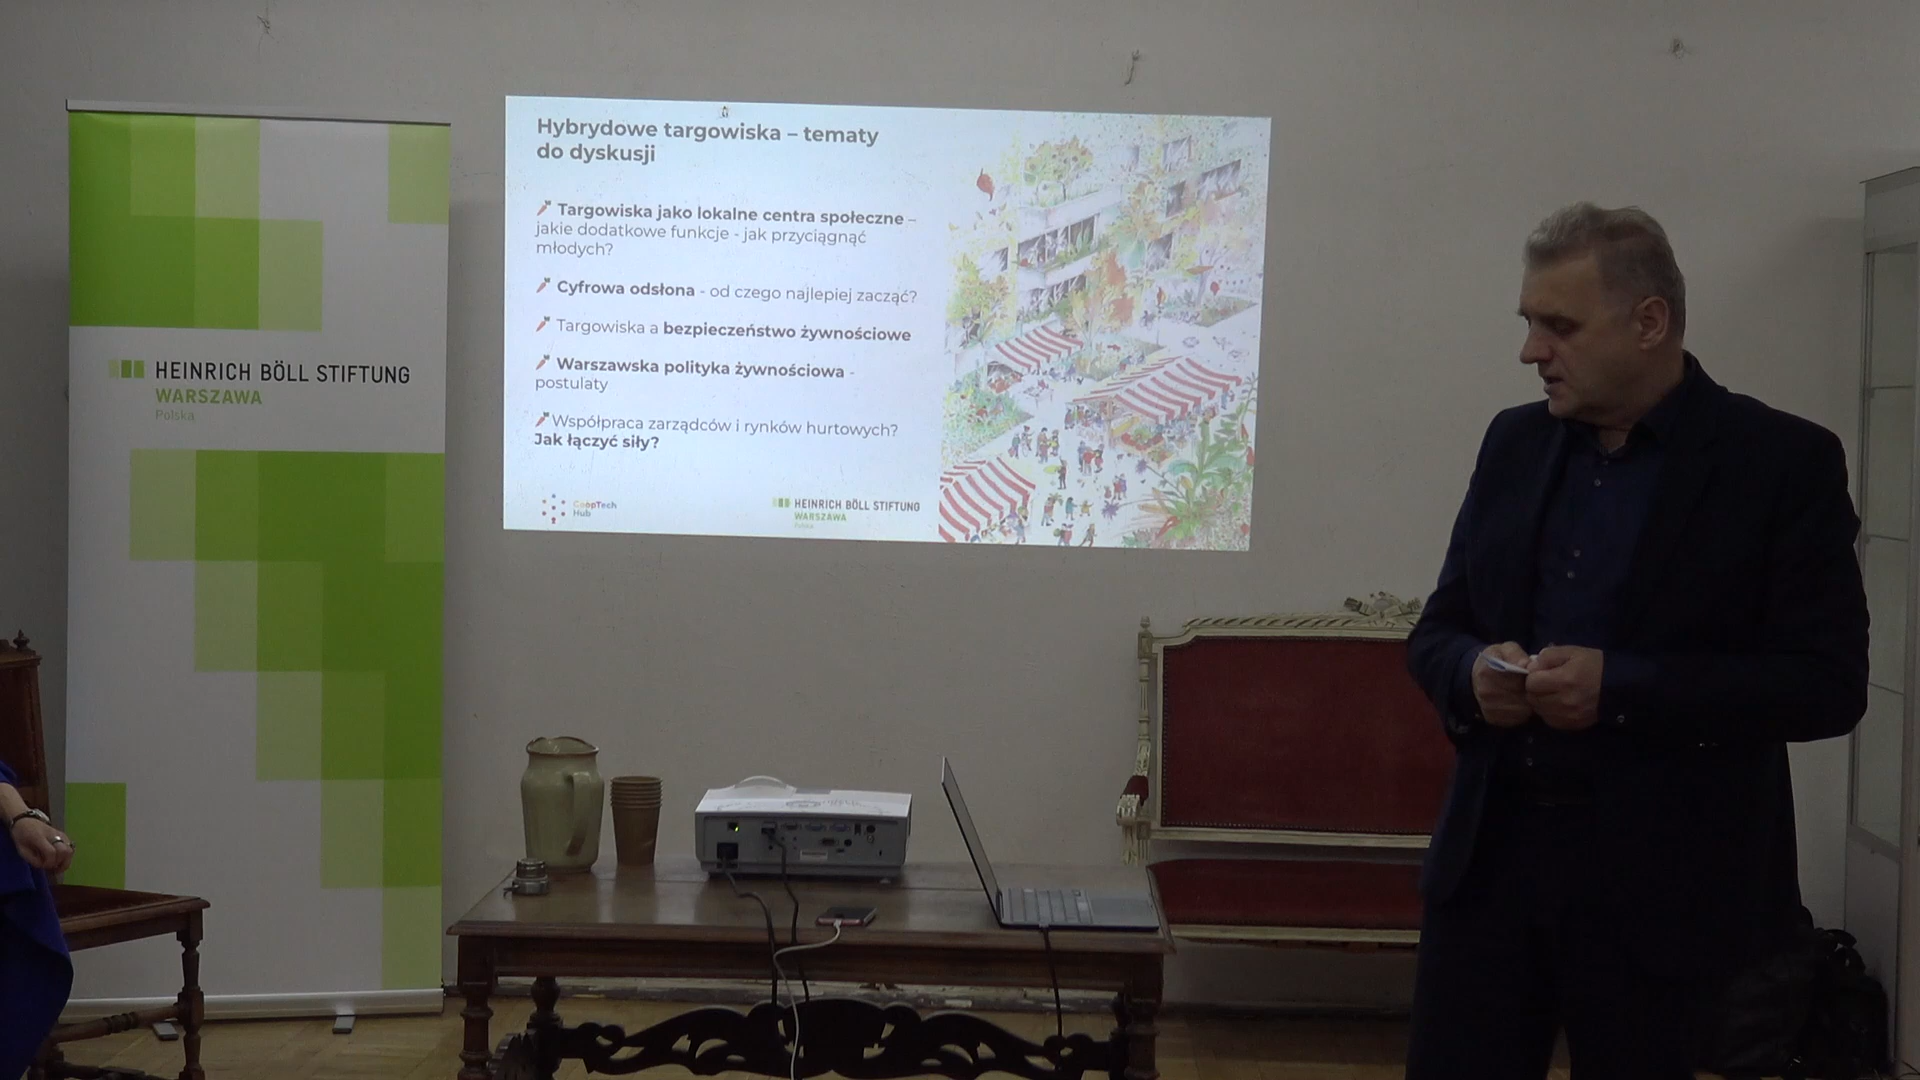 HEINRICH BÖLL STIFTUNG
WARSZAWA
Polska
Hybrydowe targowiska – tematy
do dyskusji
Targowiska jako lokalne centra społeczne –
jakie dodatkowe funkcje - jak przyciągnąć
młodych?
Cyfrowa odsłona - od czego najlepiej zacząć?
Targowiska a bezpieczeństwo żywnościowe
Warszawska polityka żywnościowa -
postulaty
Współpraca zarządców i rynków hurtowych?
Jak łączyć siły?
CoopTech
Hub
HEINRICH BÖLL STIFTUNG
WARSZAWA
Polska